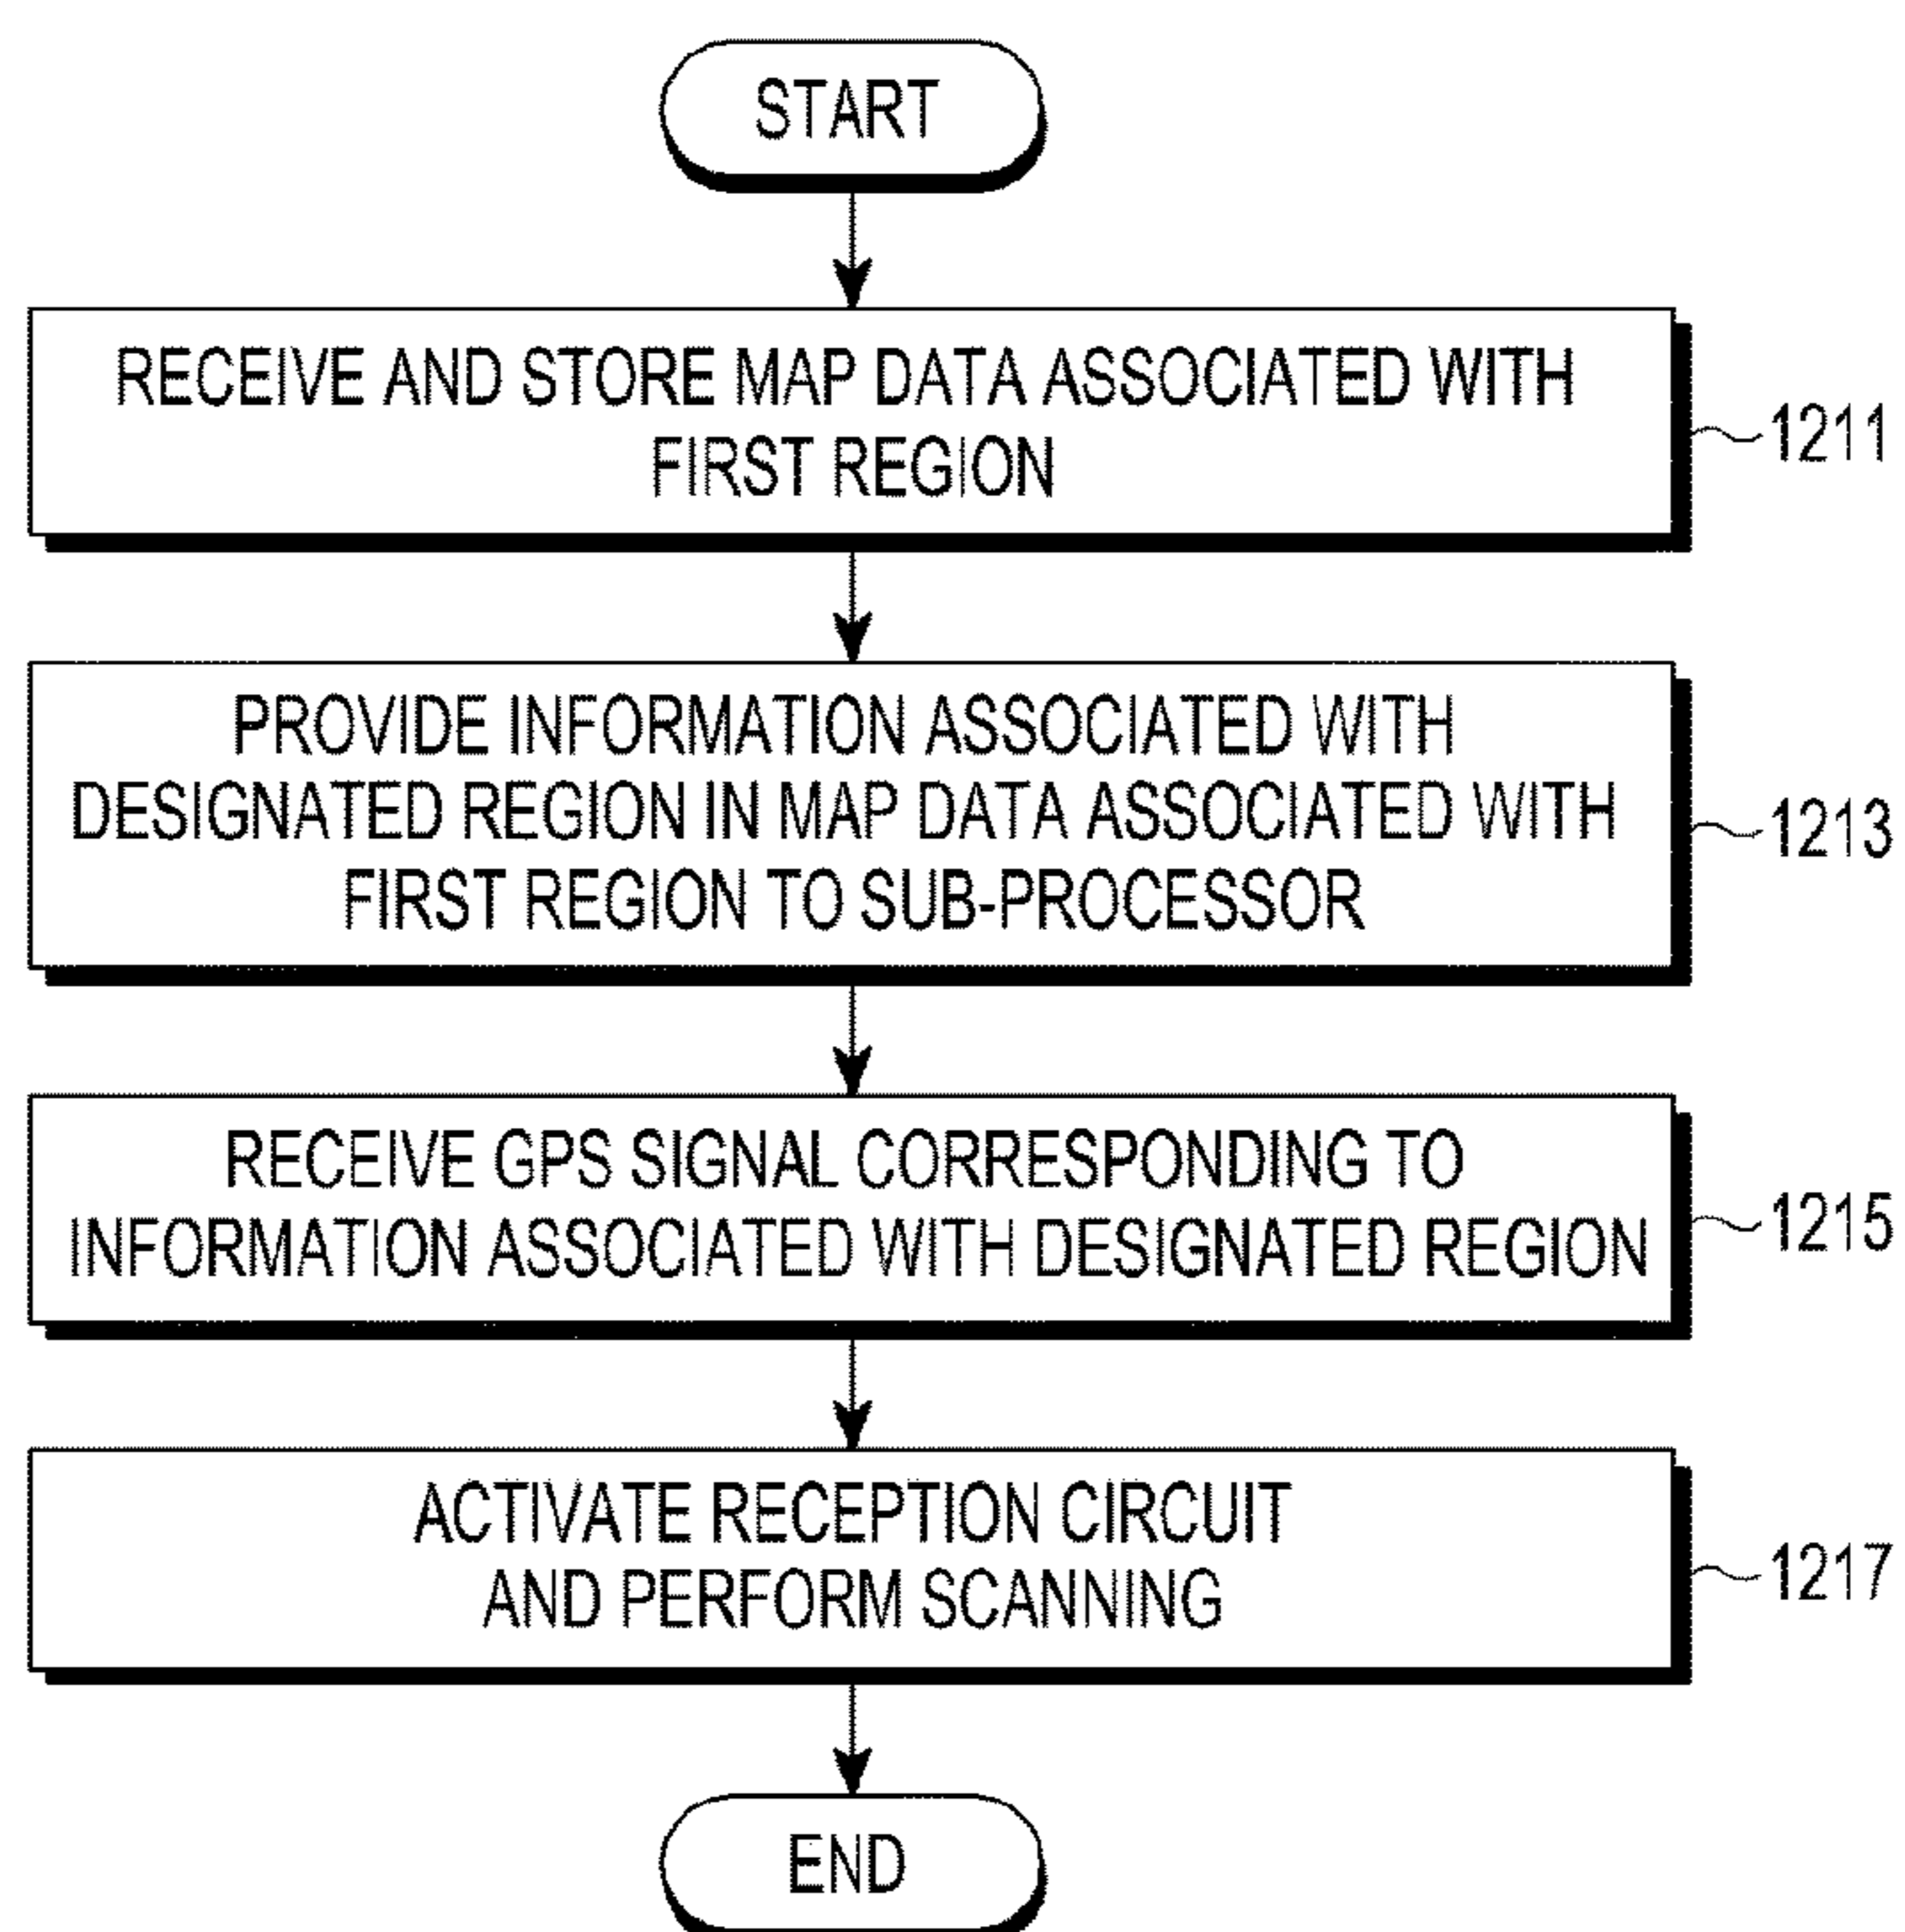 START
RECEIVE AND STORE MAP DATA ASSOCIATED WITH
FIRST REGION
1211
PROVIDE INFORMATION ASSOCIATED WITH
DESIGNATED REGION IN MAP DATA ASSOCIATED WITH
FIRST REGION TO SUB-PROCESSOR
1213
RECEIVE GPS SIGNAL CORRESPONDING TO
INFORMATION ASSOCIATED WITH DESIGNATED REGION
1215
ACTIVATE RECEPTION CIRCUIT
AND PERFORM SCANNING
1217
END